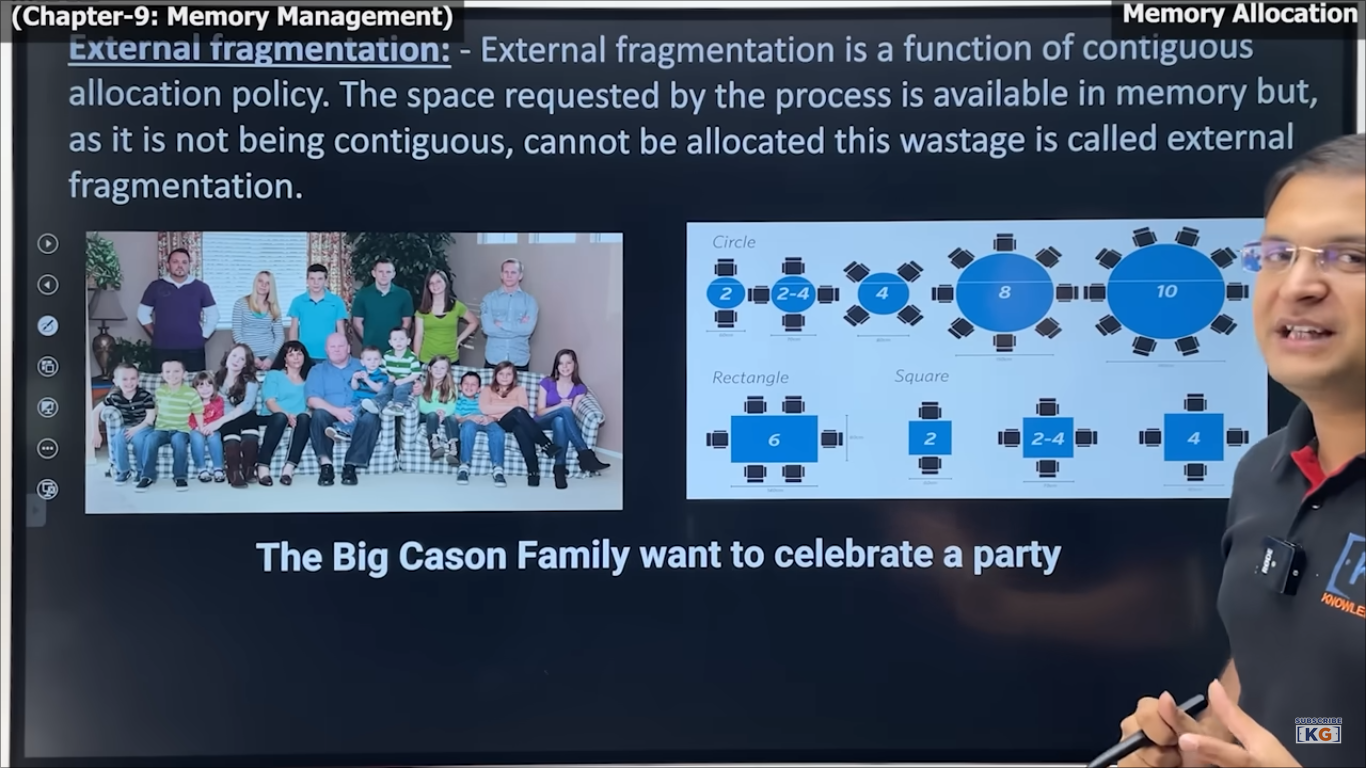 (Chapter-9: Memory Management)
Memory Allocation
External fragmentation: - External fragmentation is a function of contiguous
allocation policy. The space requested by the process is available in memory but,
as it is not being contiguous, cannot be allocated this wastage is called external
fragmentation.
Circle
2
2-4
4
8
10
Rectangle
Square
6
2
2-4
4
The Big Cason Family want to celebrate a party
RODE
KNOWLE
SUBSCRIBE
KG